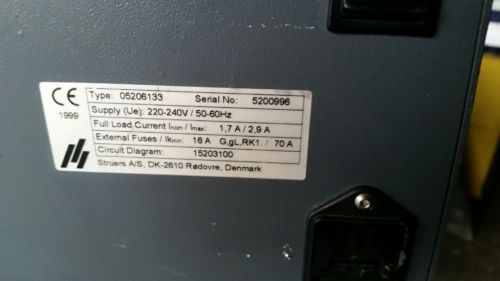 CE
1999
Type: 05206133 Serial No: 5200996
Supply (Ue): 220-240V / 50-60Hz
Full Load Current Inom / Imax: 1,7 A / 2,9 A
External Fuses / Ikmin: 16 A G,gL,RK1. / 70 A
Circuit Diagram: 15203100
Struers A/S, DK-2610 Rødovre, Denmark